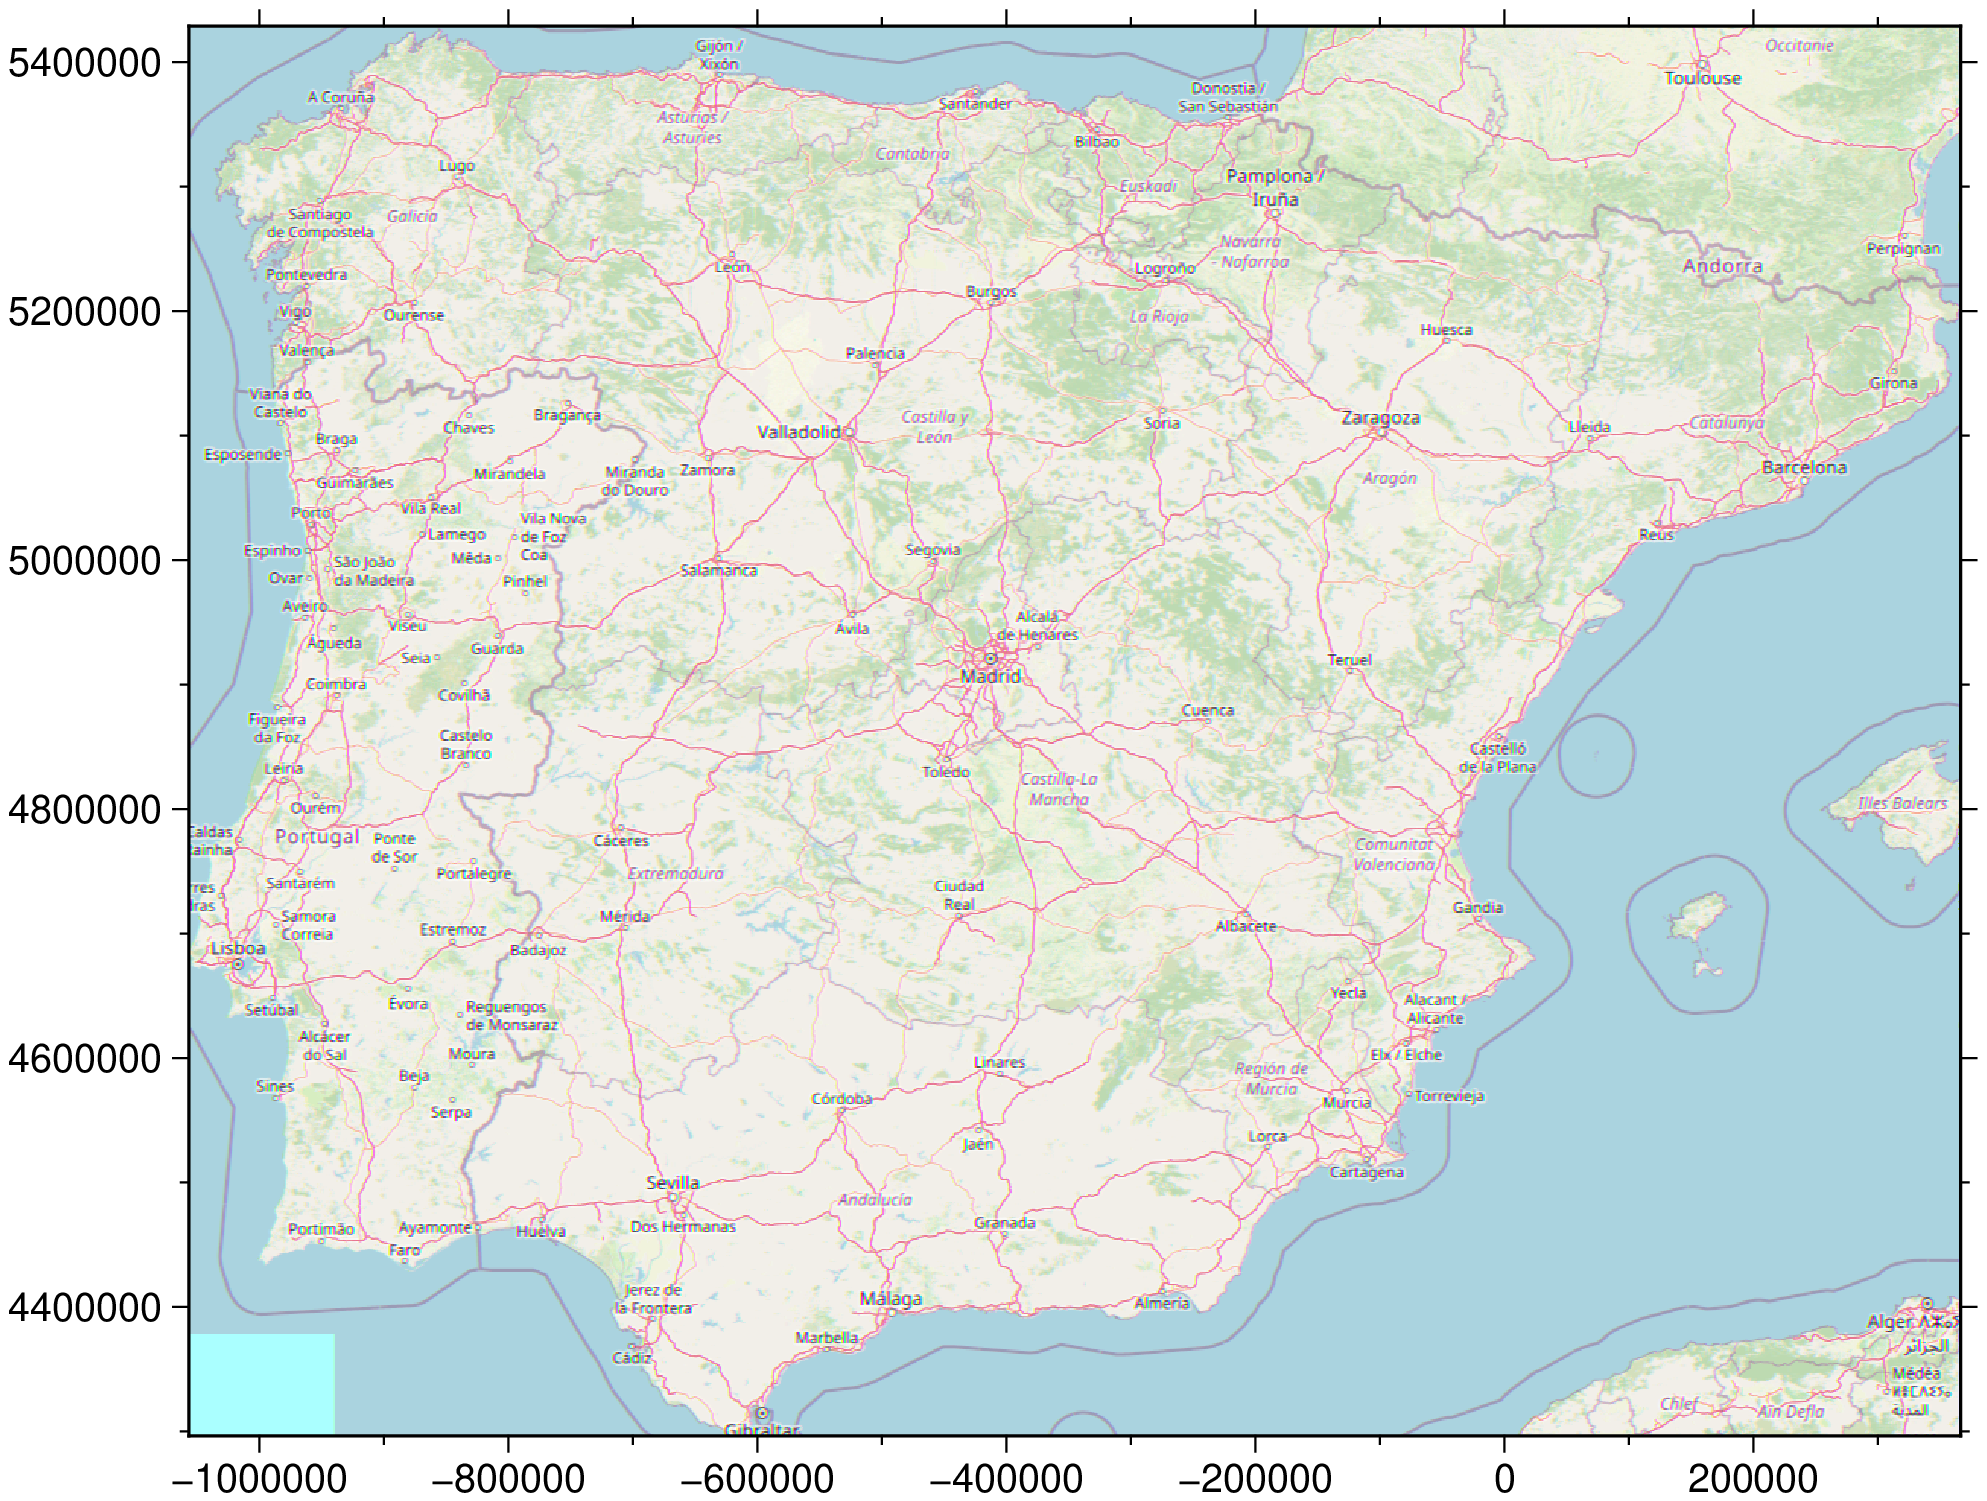 5400000
5200000
5000000
4800000
4600000
4400000
−1000000
−800000
−600000
−400000
−200000
0
200000
Gijón /
Xixón
Occitanie
Toulouse
A Coruña
Santander
Donostia /
San Sebastián
Asturias /
Asturies
Bilbao
Cantabria
Lugo
Pamplona /
Iruña
Euskadi
Santiago
de Compostela
Galicia
Navarra
- Nafarroa
Perpignan
Andorra
León
Logroño
Pontevedra
Burgos
Vigo
Ourense
La Rioja
Huesca
Valença
Palencia
Girona
Viana do
Castelo
Bragança
Chaves
Castilla y
León
Valladolid
Soria
Zaragoza
Lleida
Catalunya
Braga
Esposende
Guimarães
Mirandela
Miranda
do Douro
Zamora
Aragón
Barcelona
Vila Real
Porto
Vila Nova
de Foz
Coa
Lamego
Reus
Espinho
São João
da Madeira
Mêda
Segovia
Ovar
Pinhel
Salamanca
Aveiro
Viseu
Ávila
Alcalá
de Henares
Águeda
Seia
Guarda
Teruel
Madrid
Coimbra
Covilhã
Figueira
da Foz
Cuenca
Castelo
Branco
Castelló
de la Plana
Leiria
Toledo
Castilla-La
Mancha
Illes Balears
Ourém
Portugal
Caldas
ainha
Ponte
de Sor
Cáceres
Comunitat
Valenciana
Santarém
Portalegre
Extremadura
rres
dras
Ciudad
Real
Samora
Correia
Mérida
Gandia
Estremoz
Albacete
Lisboa
Badajoz
Setúbal
Évora
Reguengos
de Monsaraz
Yecla
Alacant /
Alicante
Alcácer
do Sal
Moura
Linares
Elx / Elche
Sines
Beja
Región de
Murcia
Serpa
Córdoba
Murcia
Torrevieja
Jaén
Lorca
Cartagena
Sevilla
Andalucía
Portimão
Ayamonte
Huelva
Dos Hermanas
Granada
Faro
Jerez de
la Frontera
Málaga
Almería
Alger
الجزائر
Marbella
Cádiz
Médéa
المدية
Chlef
Aïn Defla
Gibraltar